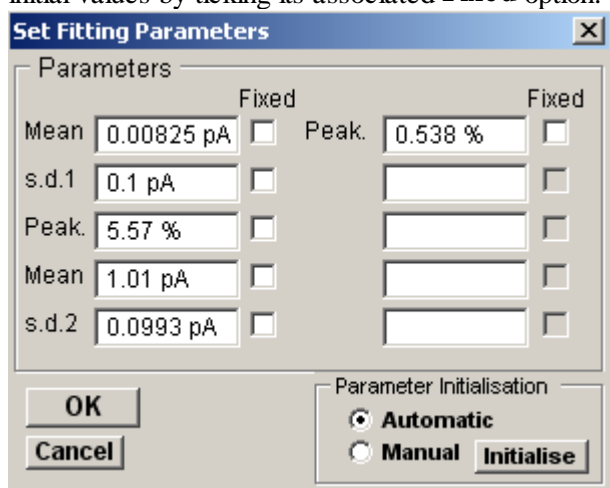 initial values by ticking its associated Fixed option.
Set Fitting Parameters
Parameters
Fixed Fixed
Mean 0.00825 pA Peak. 0.538 %
s.d.1 0.1 pA
Peak. 5.57 %
Mean 1.01 pA
s.d.2 0.0993 pA
Parameter Initialisation
OK Automatic
Cancel Manual Initialise